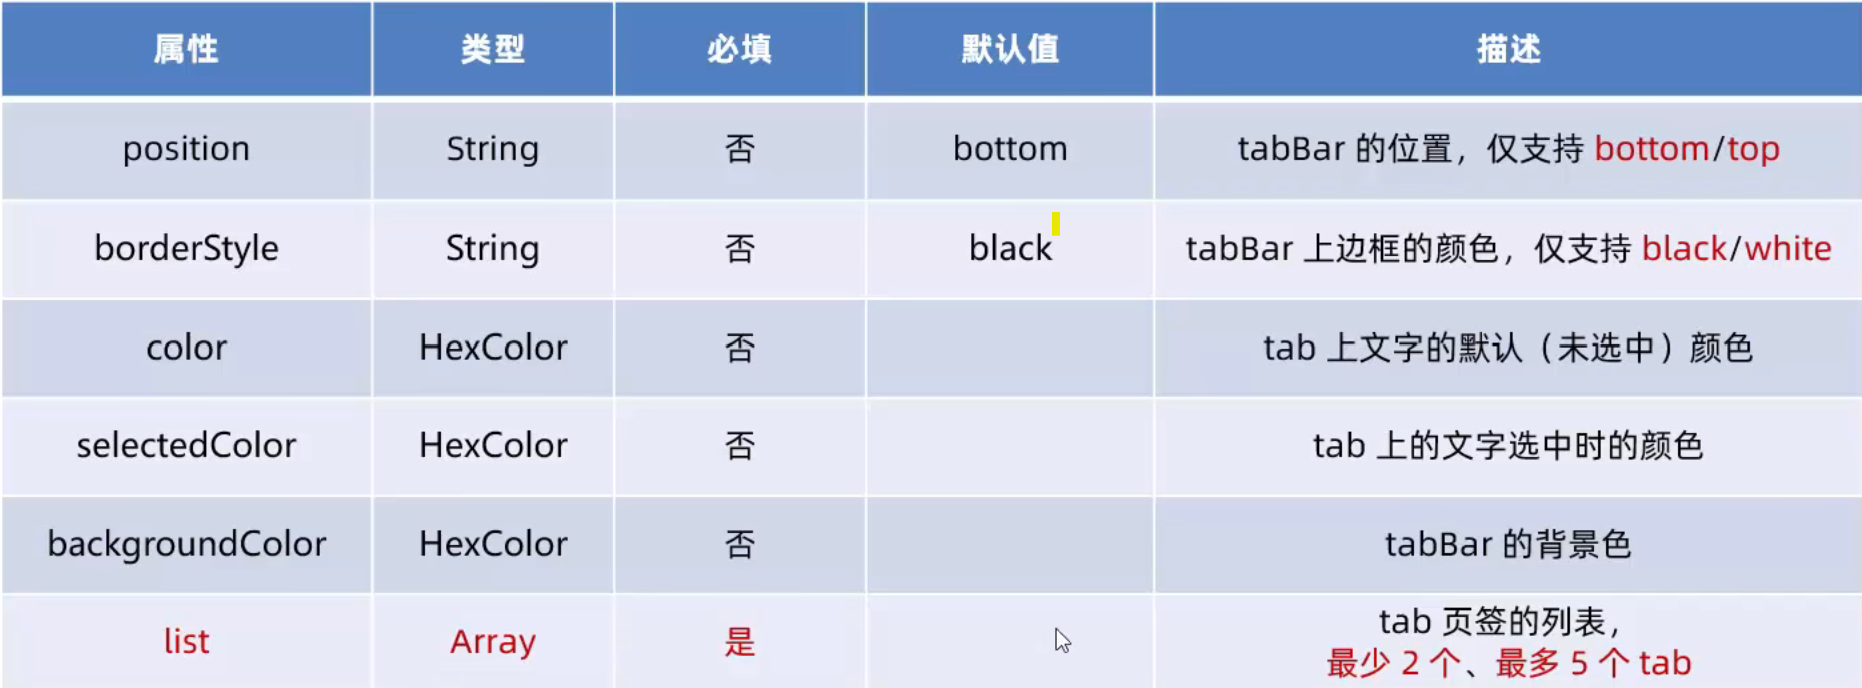 属性 类型 必填 默认值 描述
position String 否 bottom tabBar 的位置，仅支持 bottom/top
borderStyle String 否 black tabBar 上边框的颜色，仅支持 black/white
color HexColor 否 tab 上文字的默认（未选中）颜色
selectedColor HexColor 否 tab 上的文字选中时的颜色
backgroundColor HexColor 否 tabBar 的背景色
list Array 是 tab 页签的列表，
最少 2 个、最多 5 个 tab